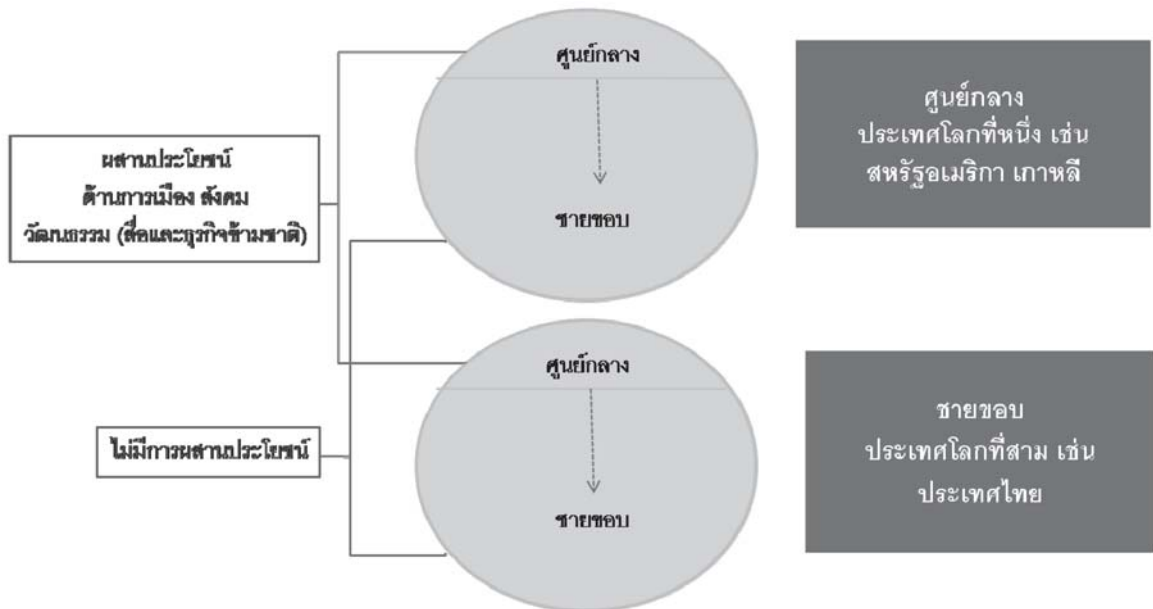 ศูนย์กลาง
ชายขอบ
ผสานประโยชน์
ด้านการเมือง สังคม
วัฒนธรรม (สื่อและธุรกิจข้ามชาติ)
ศูนย์กลาง
ประเทศโลกที่หนึ่ง เช่น
สหรัฐอเมริกา เกาหลี
ศูนย์กลาง
ชายขอบ
ไม่มีการผสานประโยชน์
ชายขอบ
ประเทศโลกที่สาม เช่น
ประเทศไทย